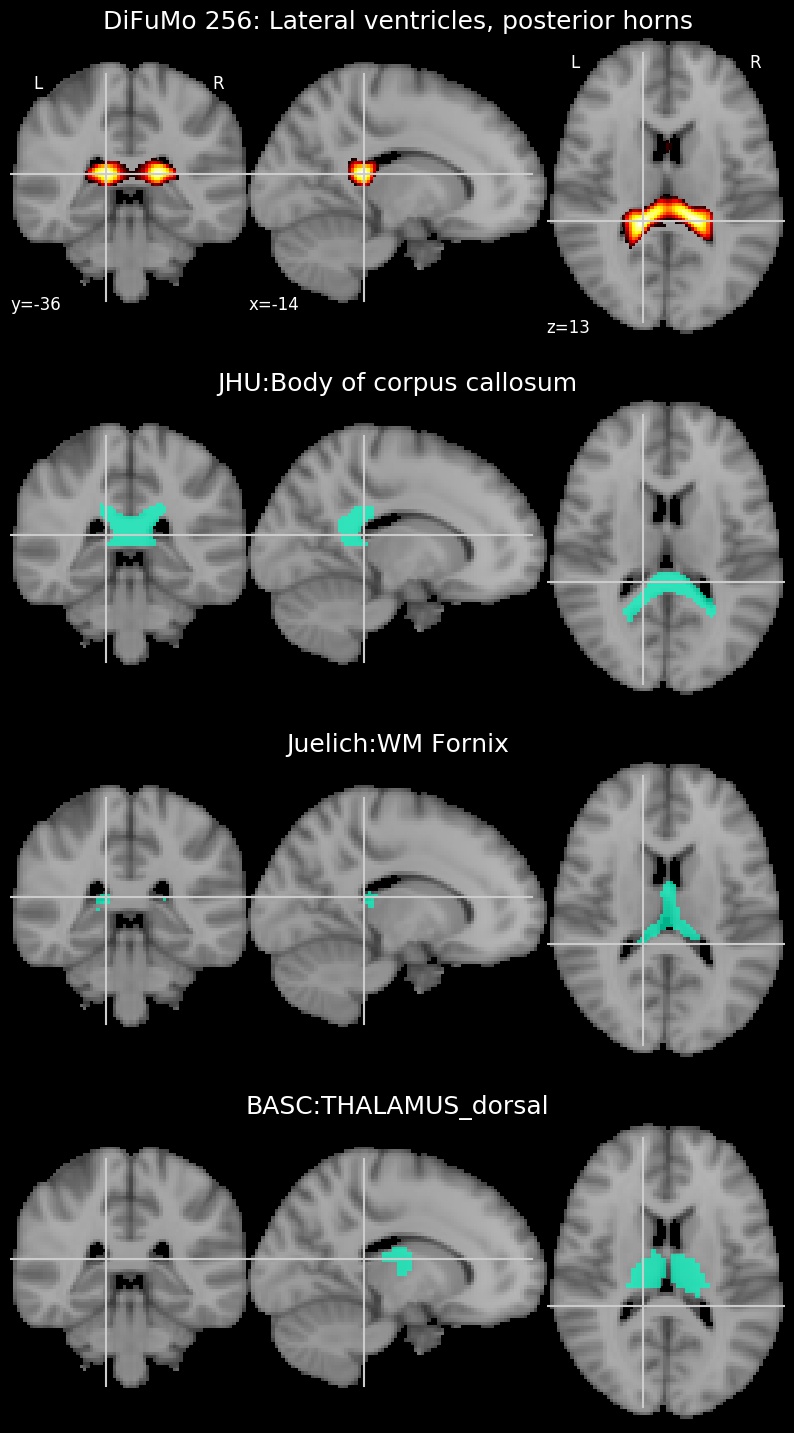 DiFuMo 256: Lateral ventricles, posterior horns
L
R
L
R
y=-36
x=-14
z=13
JHU:Body of corpus callosum
Juelich:WM Fornix
BASC:THALAMUS_dorsal